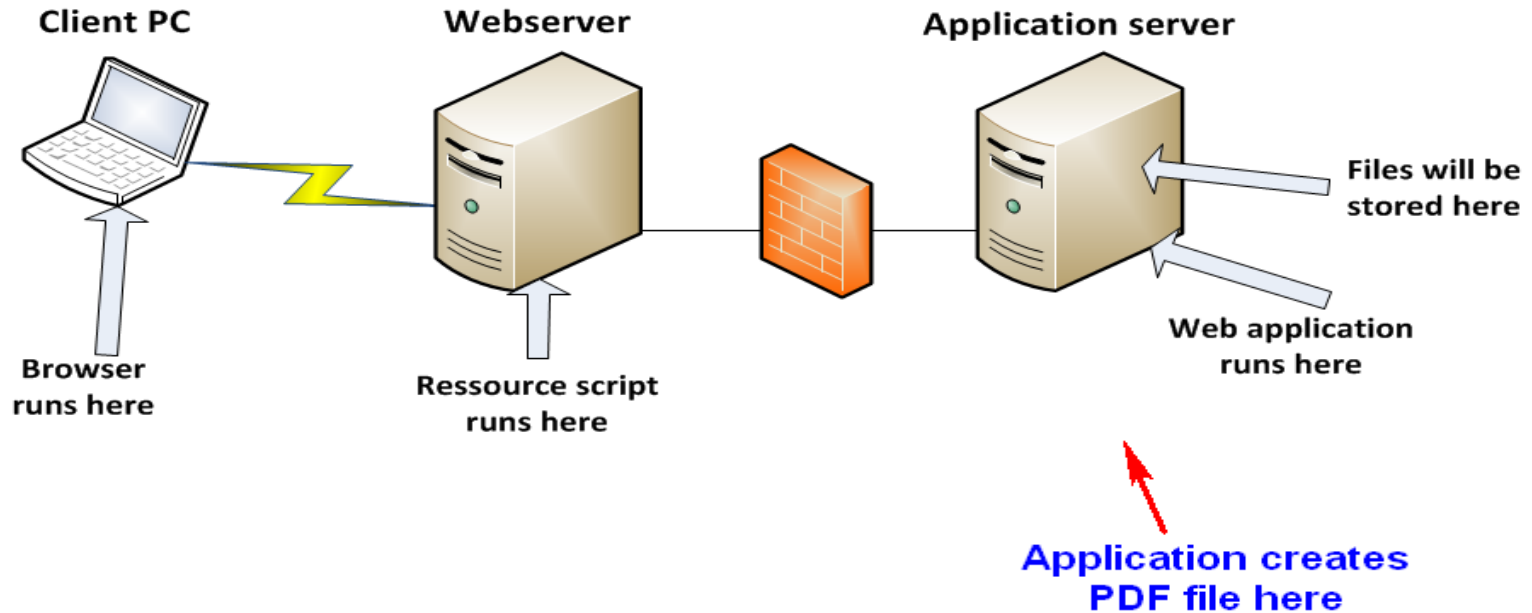 Client PC
Webserver
Application server
Files will be
stored here
Web application
runs here
Browser
runs here
Ressource script
runs here
Application creates
PDF file here